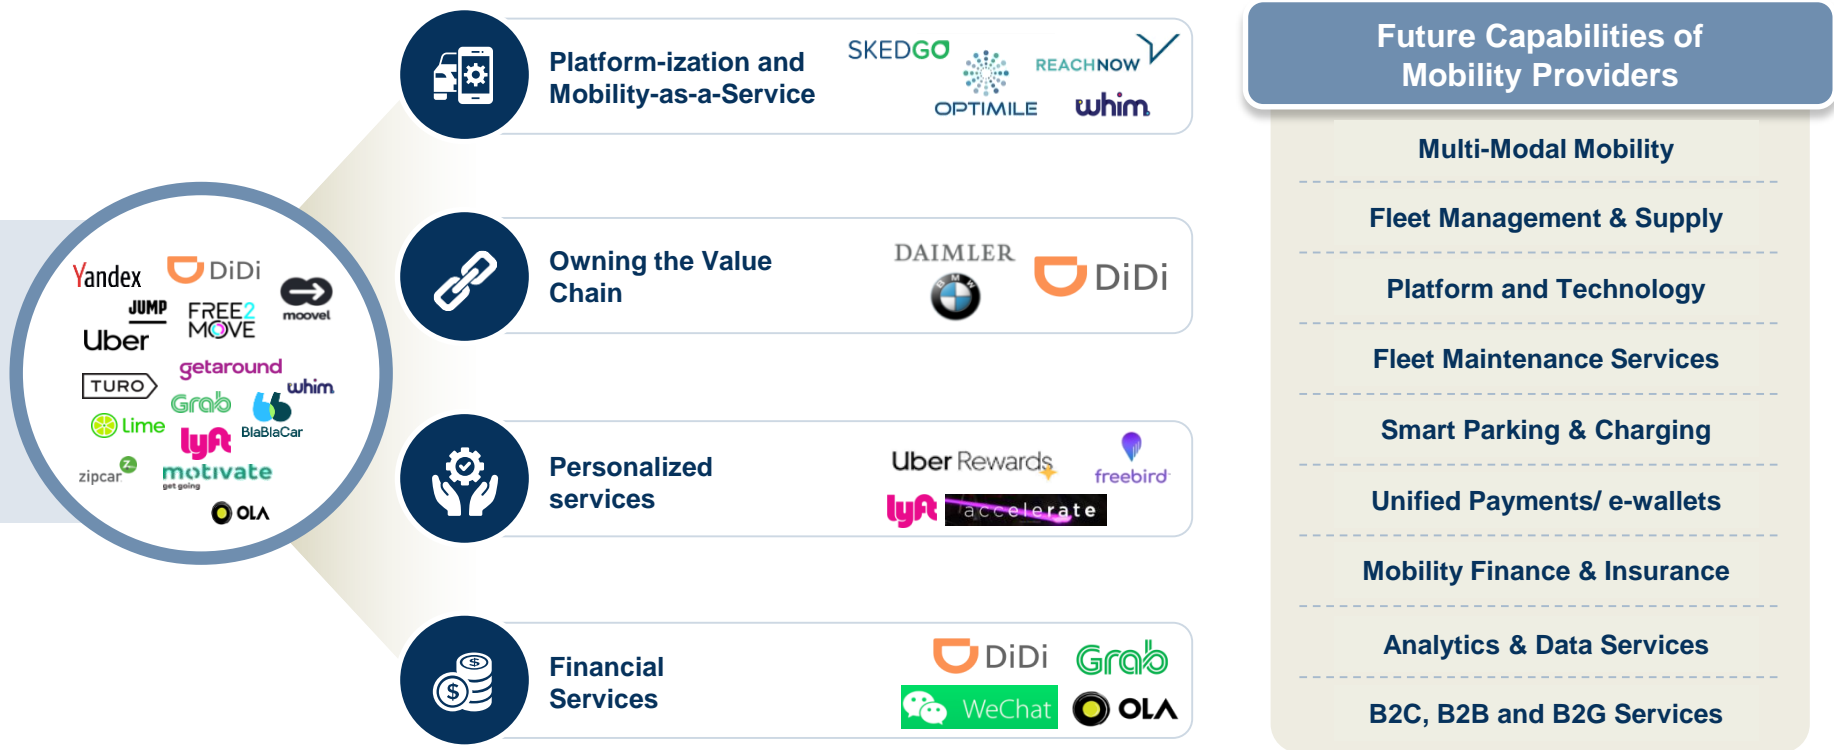 Yandex
DiDi
moovel
JUMP
FREE2
MOVE
Uber
getaround
TURO
whim
Grab
BlaBlaCar
Lime
lyft
zipcar
motivate
get going
OLA
Platform-ization and
Mobility-as-a-Service
SKEDGO
REACHNOW
OPTIMILE
whim
Owning the Value
Chain
DAIMLER
BMW
DiDi
Personalized
services
Uber Rewards
freebird
lyft accelerate
Financial
Services
DiDi
Grab
WeChat
OLA
Future Capabilities of
Mobility Providers
Multi-Modal Mobility
Fleet Management & Supply
Platform and Technology
Fleet Maintenance Services
Smart Parking & Charging
Unified Payments/ e-wallets
Mobility Finance & Insurance
Analytics & Data Services
B2C, B2B and B2G Services